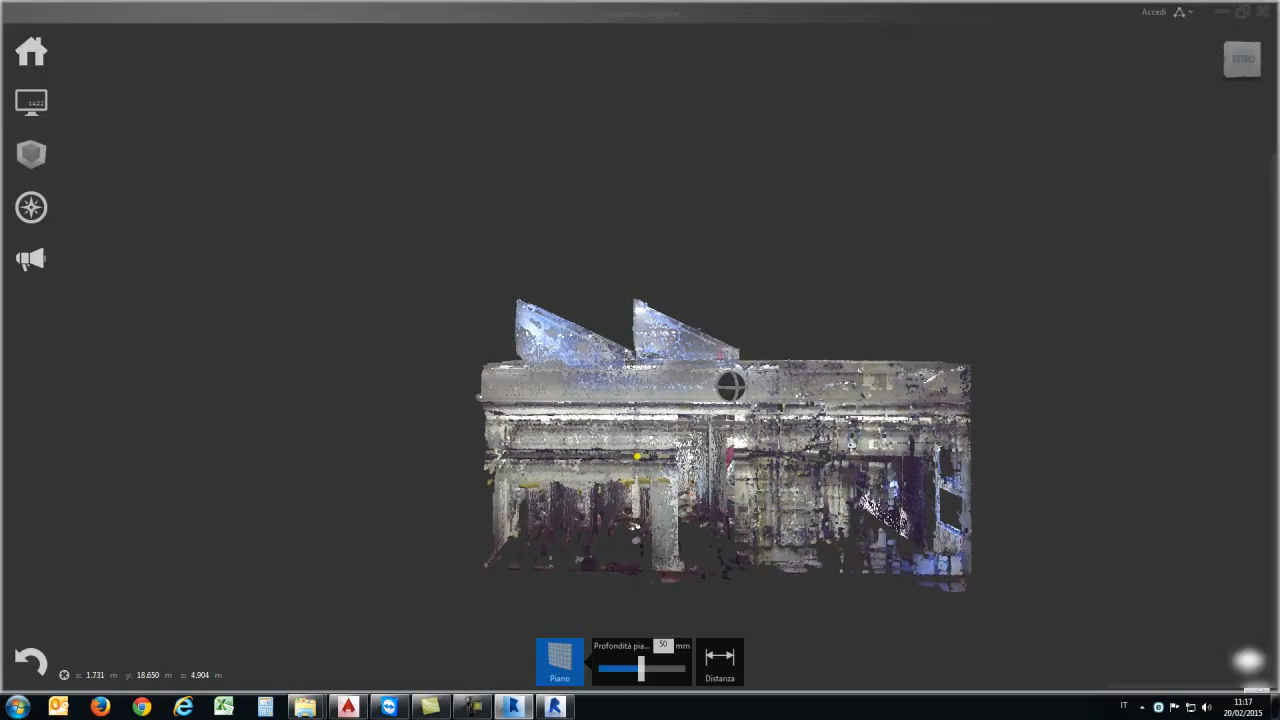 Accedi
RETRO
1422
x: 1.731 m y: 18.650 m z: 4.904 m
Profondità pia... 50 mm
Piano
Distanza
IT
11:17
20/02/2015